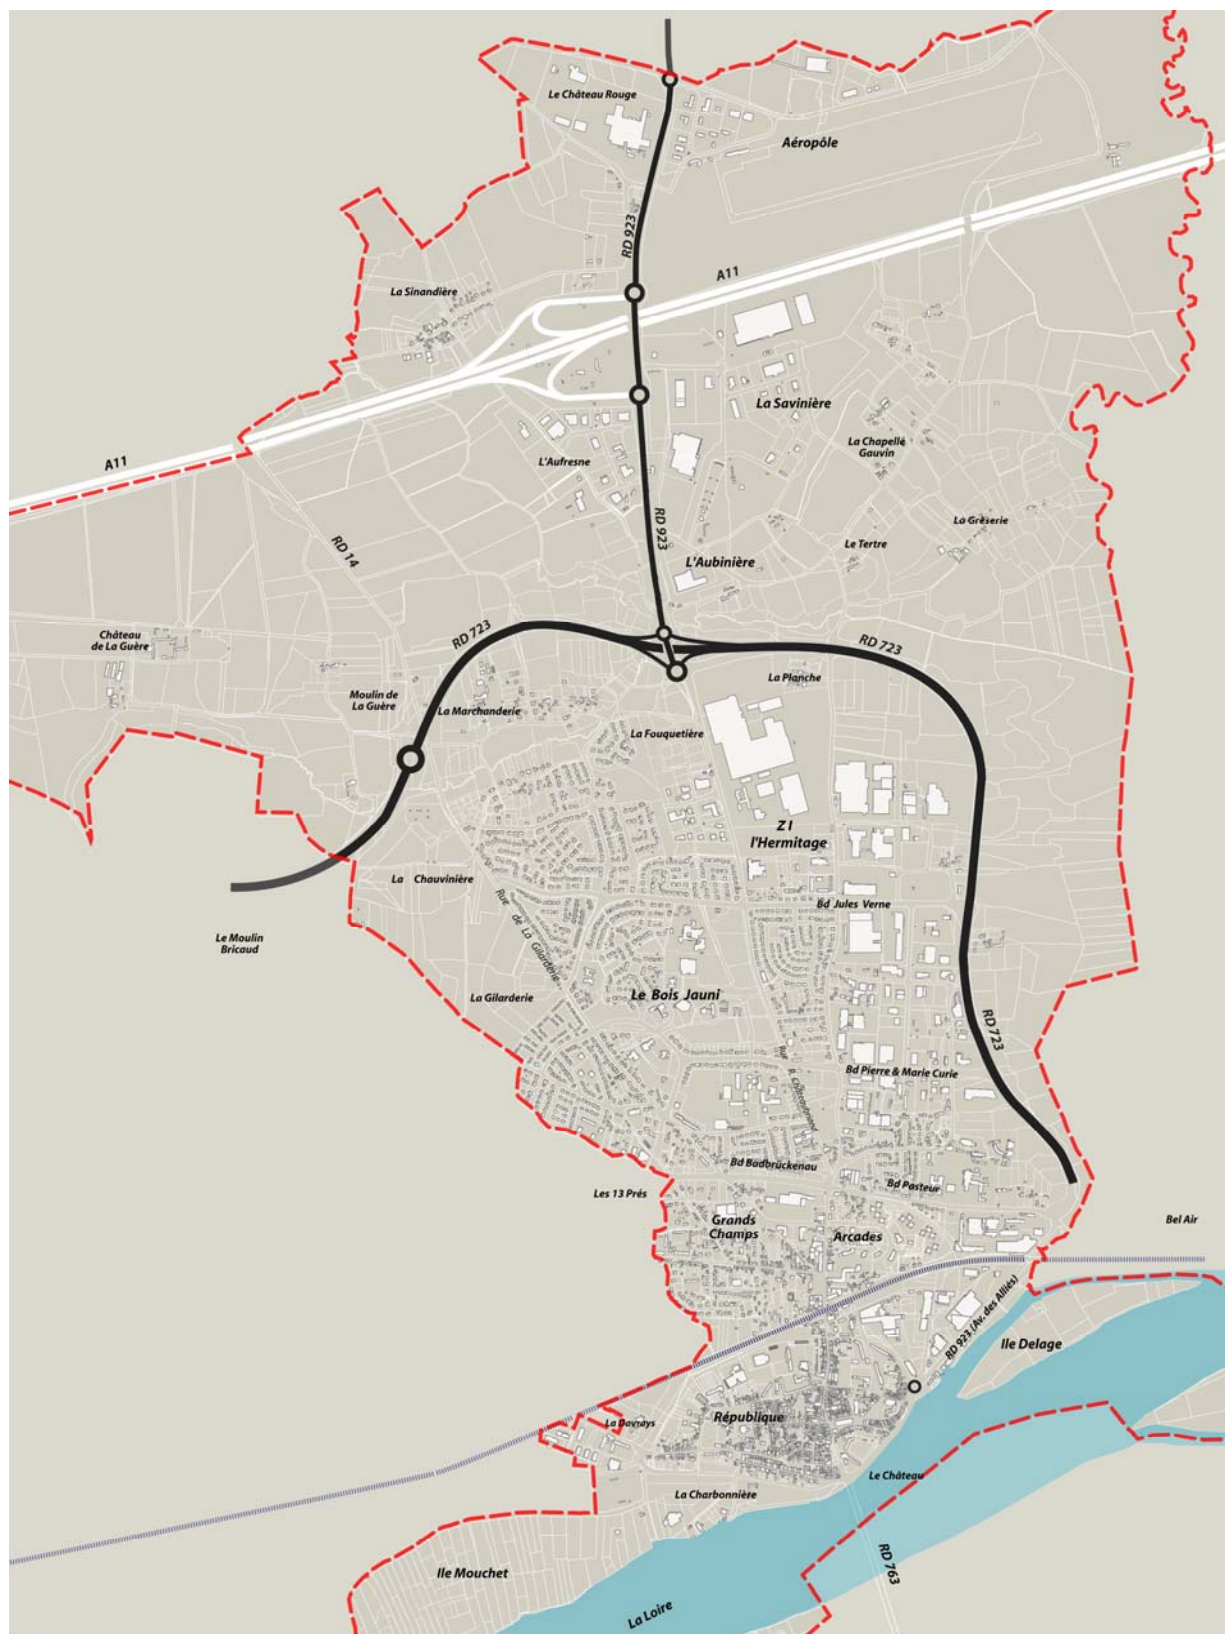 Le Château Rouge
Aéropôle
RD 923
A11
La Sinandière
La Savinière
La Chapelle
Gauvin
L'Aufresne
A11
RD 923
La Grèserie
RD 14
Le Tertre
L'Aubinière
Château
de La Guère
RD 723
RD 723
La Planche
Moulin de
La Guère
La Marchanderie
La Fouquetière
Z I
l'Hermitage
La Chauvinière
Rue de La Gilarderie
Bd Jules Verne
Le Moulin
Bricaud
La Gilarderie
Le Bois Jauni
RD 723
Rue R. Châteaubriand
Bd Pierre & Marie Curie
Bd Badbrückenau
Bd Pasteur
Les 13 Prés
Grands
Champs
Arcades
Bel Air
RD 923 (Av. des Alliés)
Ile Delage
La Davrays
République
Le Château
La Charbonnière
RD 763
Ile Mouchet
La Loire